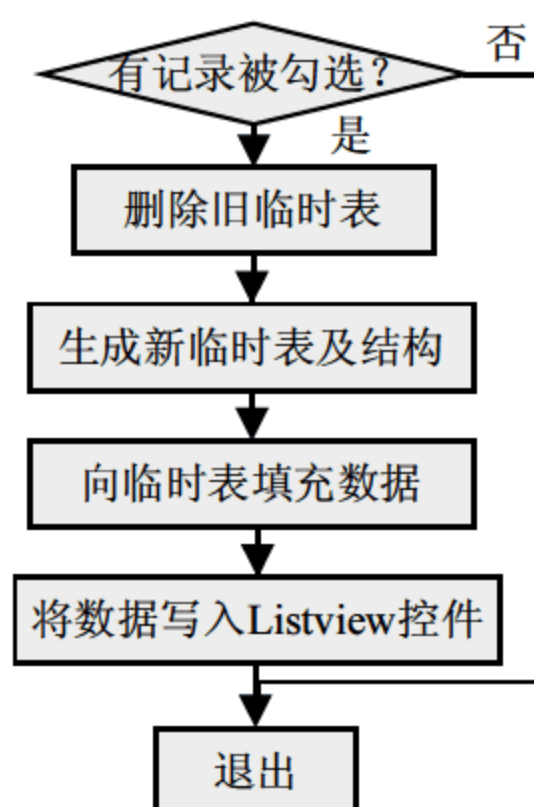 有记录被勾选？
否
是
删除旧临时表
生成新临时表及结构
向临时表填充数据
将数据写入Listview控件
退出